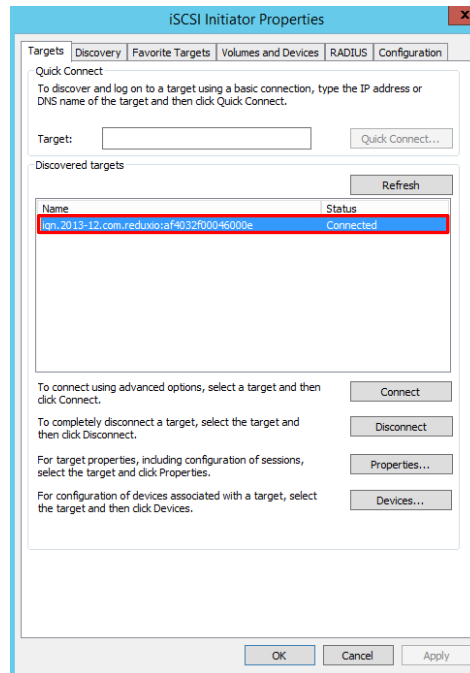 iSCSI Initiator Properties
x
Targets Discovery Favorite Targets Volumes and Devices RADIUS Configuration
Quick Connect
To discover and log on to a target using a basic connection, type the IP address or
DNS name of the target and then click Quick Connect.
Target:
Quick Connect...
Discovered targets
Refresh
Name Status
iqn.2013-12.com.reduxio:af4032f00046000e Connected
To connect using advanced options, select a target and then
click Connect.
Connect
To completely disconnect a target, select the target and
then click Disconnect.
Disconnect
For target properties, including configuration of sessions,
select the target and click Properties.
Properties...
For configuration of devices associated with a target, select
the target and then click Devices.
Devices...
OK Cancel Apply